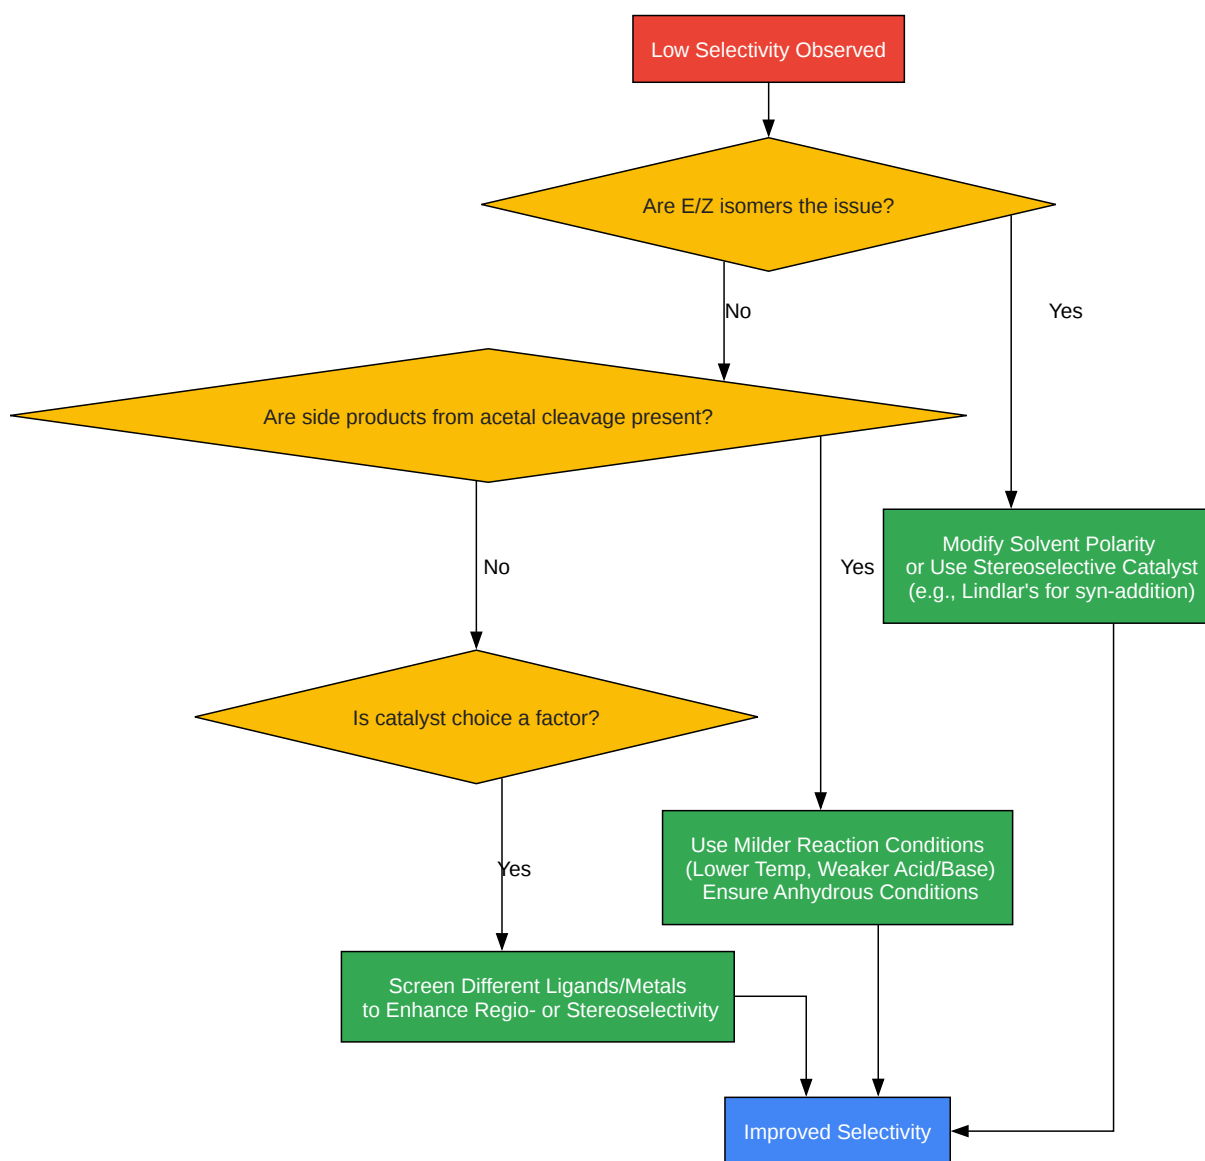 Low Selectivity Observed
Are E/Z isomers the issue?
No
Yes
Are side products from acetal cleavage present?
Modify Solvent Polarity
or Use Stereoselective Catalyst
(e.g., Lindlar's for syn-addition)
No
Yes
Is catalyst choice a factor?
Use Milder Reaction Conditions
(Lower Temp, Weaker Acid/Base)
Ensure Anhydrous Conditions
Yes
Screen Different Ligands/Metals
to Enhance Regio- or Stereoselectivity
Improved Selectivity